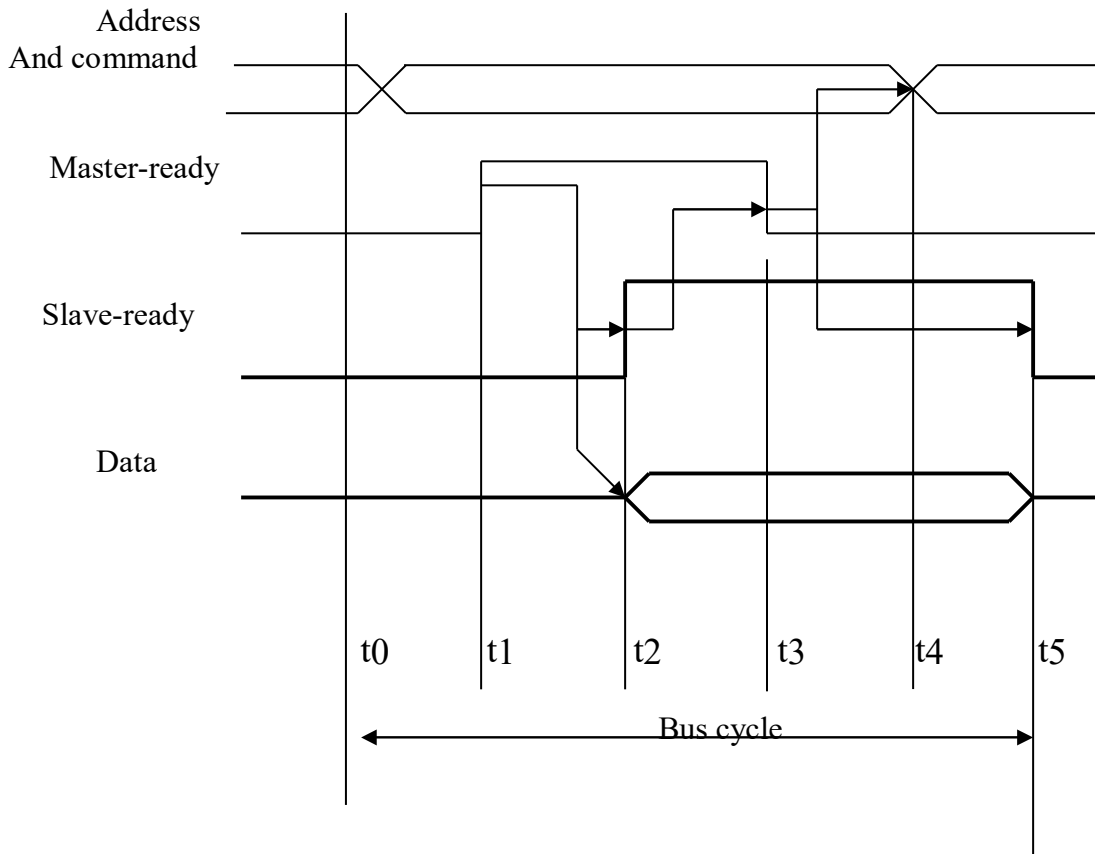 Address
And command
Master-ready
Slave-ready
Data
t0 t1 t2 t3 t4 t5
Bus cycle